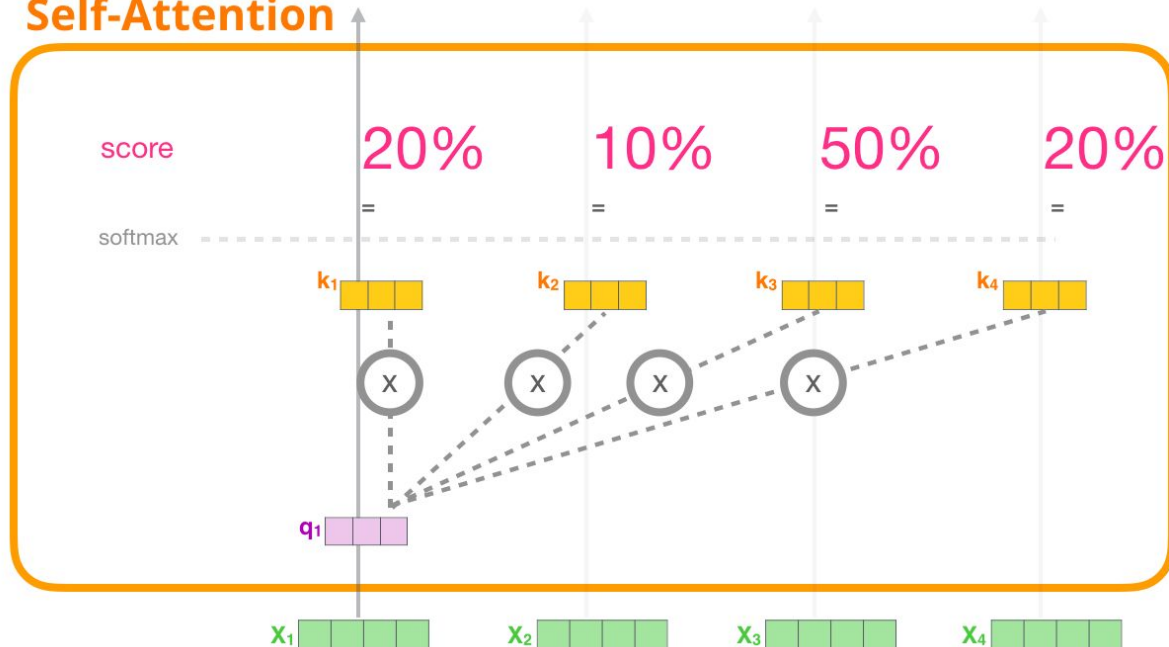 Self-Attention
score 20% 10% 50% 20%
= = = =
softmax
k₁ k₂ k₃ k₄
x x x x
q₁
X₁ X₂ X₃ X₄